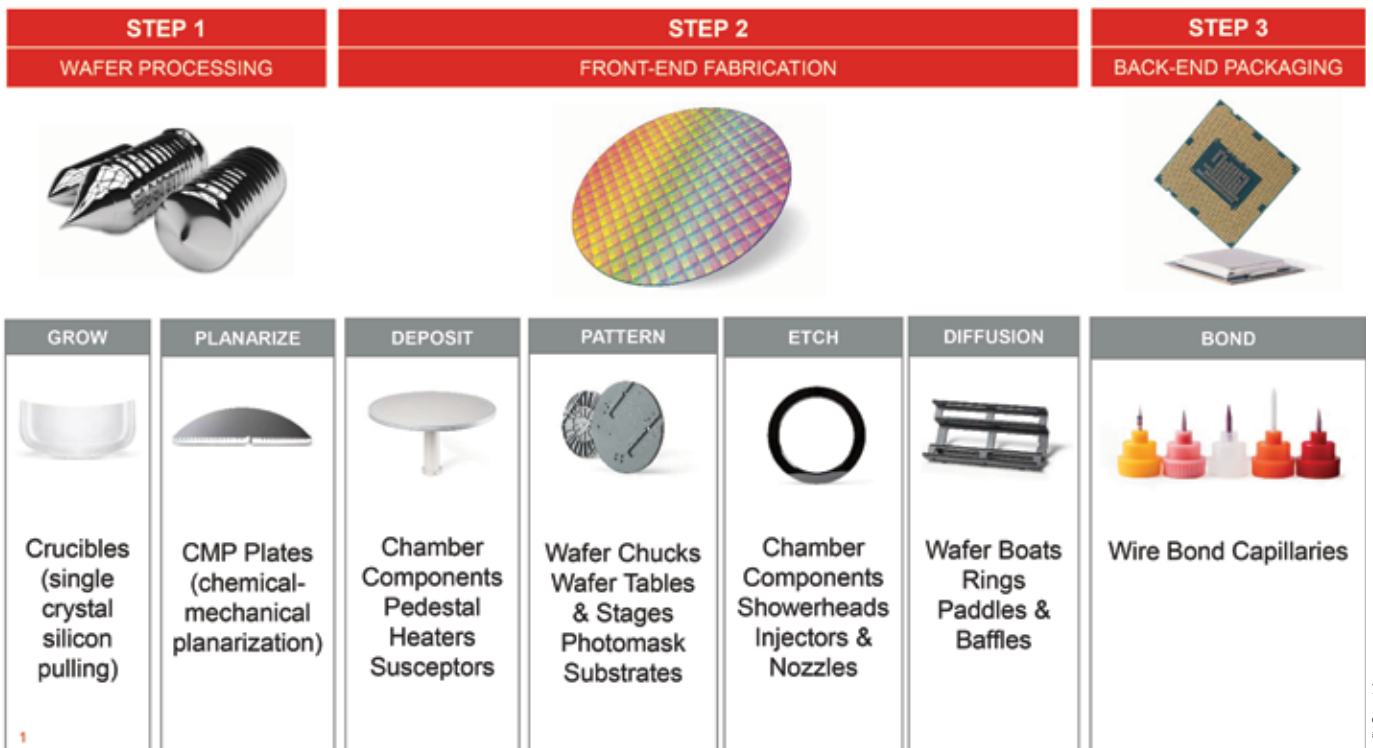 STEP 1
STEP 2
STEP 3
WAFER PROCESSING
FRONT-END FABRICATION
BACK-END PACKAGING
GROW
PLANARIZE
DEPOSIT
PATTERN
ETCH
DIFFUSION
BOND
Crucibles
(single
crystal
silicon
pulling)
CMP Plates
(chemical-
mechanical
planarization)
Chamber
Components
Pedestal
Heaters
Susceptors
Wafer Chucks
Wafer Tables
& Stages
Photomask
Substrates
Chamber
Components
Showerheads
Injectors &
Nozzles
Wafer Boats
Rings
Paddles &
Baffles
Wire Bond Capillaries
1